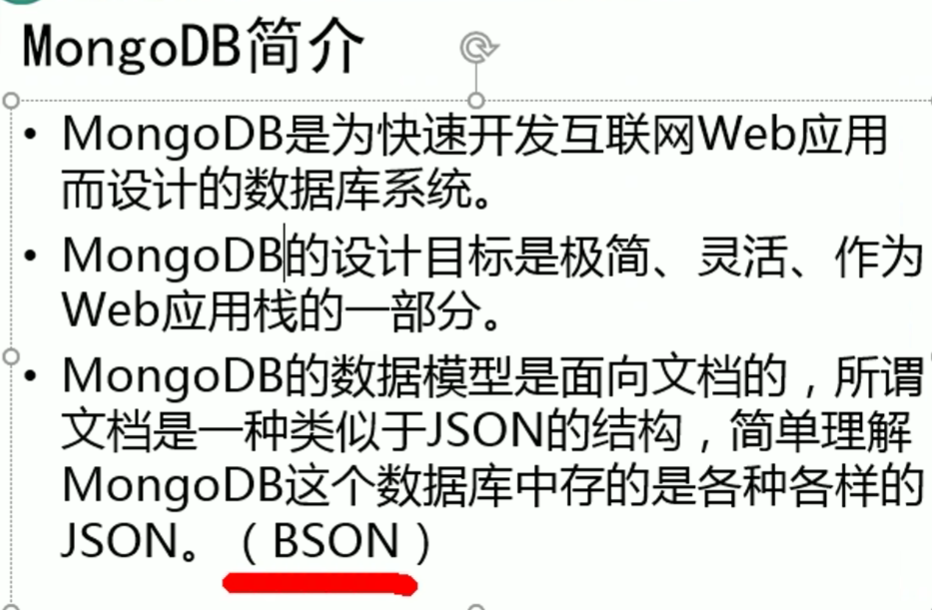 MongoDB简介
• MongoDB是为快速开发互联网Web应用
而设计的数据库系统。
• MongoDB的设计目标是极简、灵活、作为
Web应用栈的一部分。
• MongoDB的数据模型是面向文档的，所谓
文档是一种类似于JSON的结构，简单理解
MongoDB这个数据库中存的是各种各样的
JSON。（BSON）